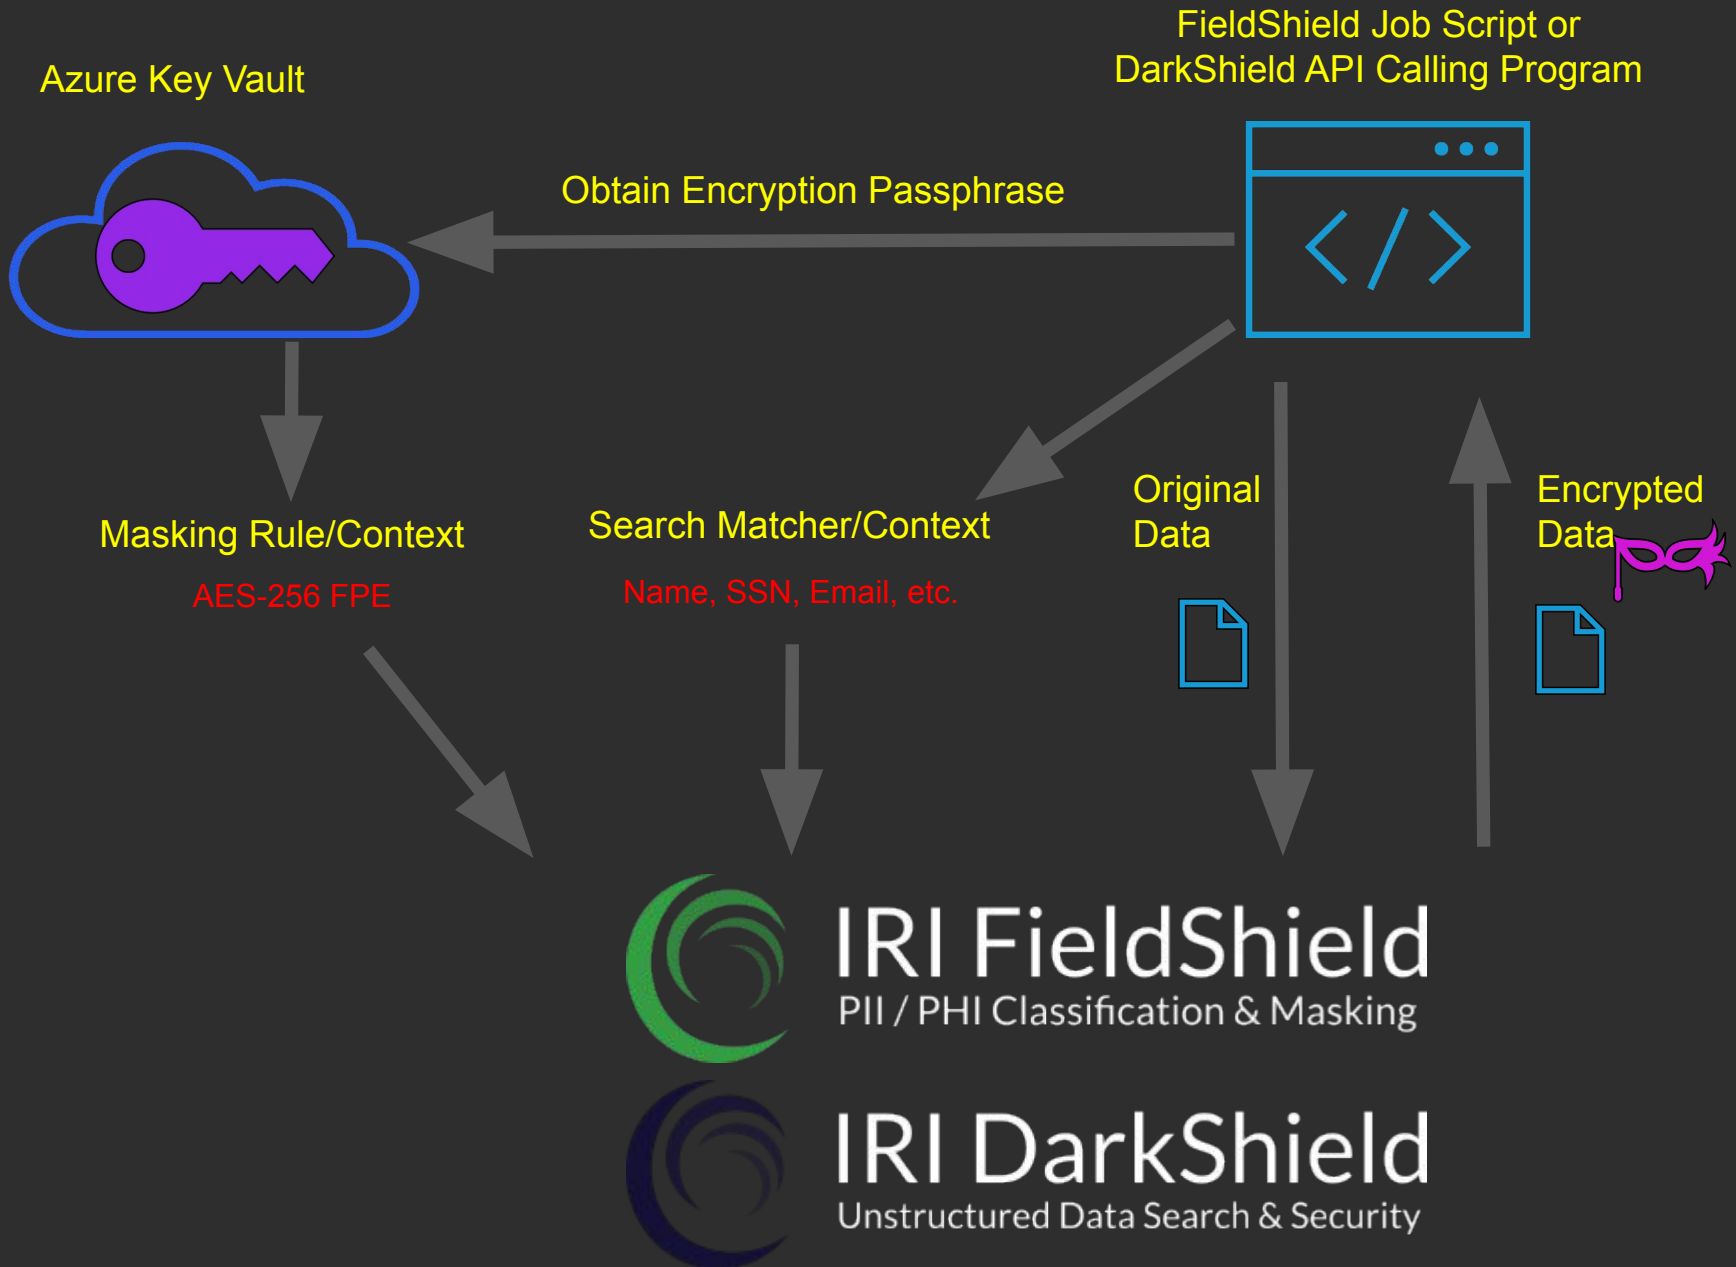 FieldShield Job Script or
DarkShield API Calling Program
Azure Key Vault
Obtain Encryption Passphrase
Original
Data
Encrypted
Data
Masking Rule/Context
AES-256 FPE
Search Matcher/Context
Name, SSN, Email, etc.
IRI FieldShield
PII / PHI Classification & Masking
IRI DarkShield
Unstructured Data Search & Security